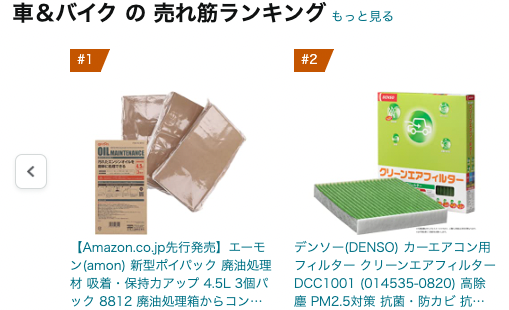 車＆バイク の 売れ筋ランキング もっと見る
#1
#2
OIL MAINTENANCE
4.5L
DENSO
クリーンエアフィルター
【Amazon.co.jp先行発売】エーモ
ン(amon) 新型ポイパック 廃油処理
材 吸着・保持力アップ 4.5L 3個パ
ック 8812 廃油処理箱からコン…
デンソー(DENSO) カーエアコン用
フィルター クリーンエアフィルター
DCC1001 (014535-0820) 高除
塵 PM2.5対策 抗菌・防カビ 抗…